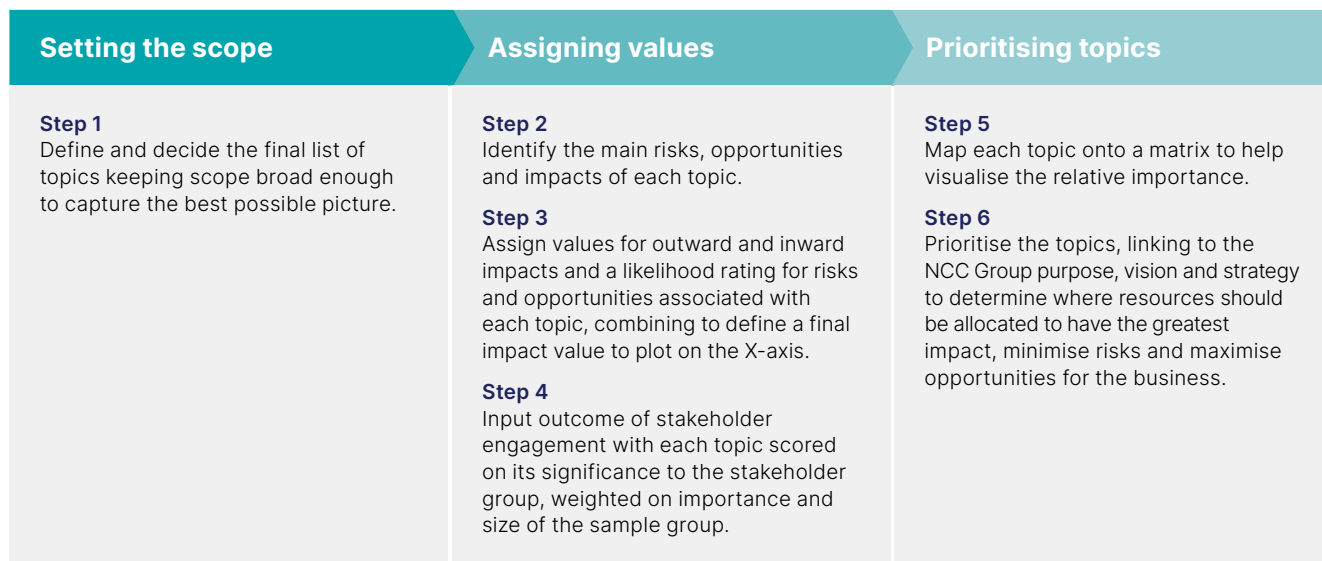 Setting the scope
Step 1
Define and decide the final list of
topics keeping scope broad enough
to capture the best possible picture.
Assigning values
Step 2
Identify the main risks, opportunities
and impacts of each topic.
Step 3
Assign values for outward and inward
impacts and a likelihood rating for risks
and opportunities associated with
each topic, combining to define a final
impact value to plot on the X-axis.
Step 4
Input outcome of stakeholder
engagement with each topic scored
on its significance to the stakeholder
group, weighted on importance and
size of the sample group.
Prioritising topics
Step 5
Map each topic onto a matrix to help
visualise the relative importance.
Step 6
Prioritise the topics, linking to the
NCC Group purpose, vision and strategy
to determine where resources should
be allocated to have the greatest
impact, minimise risks and maximise
opportunities for the business.